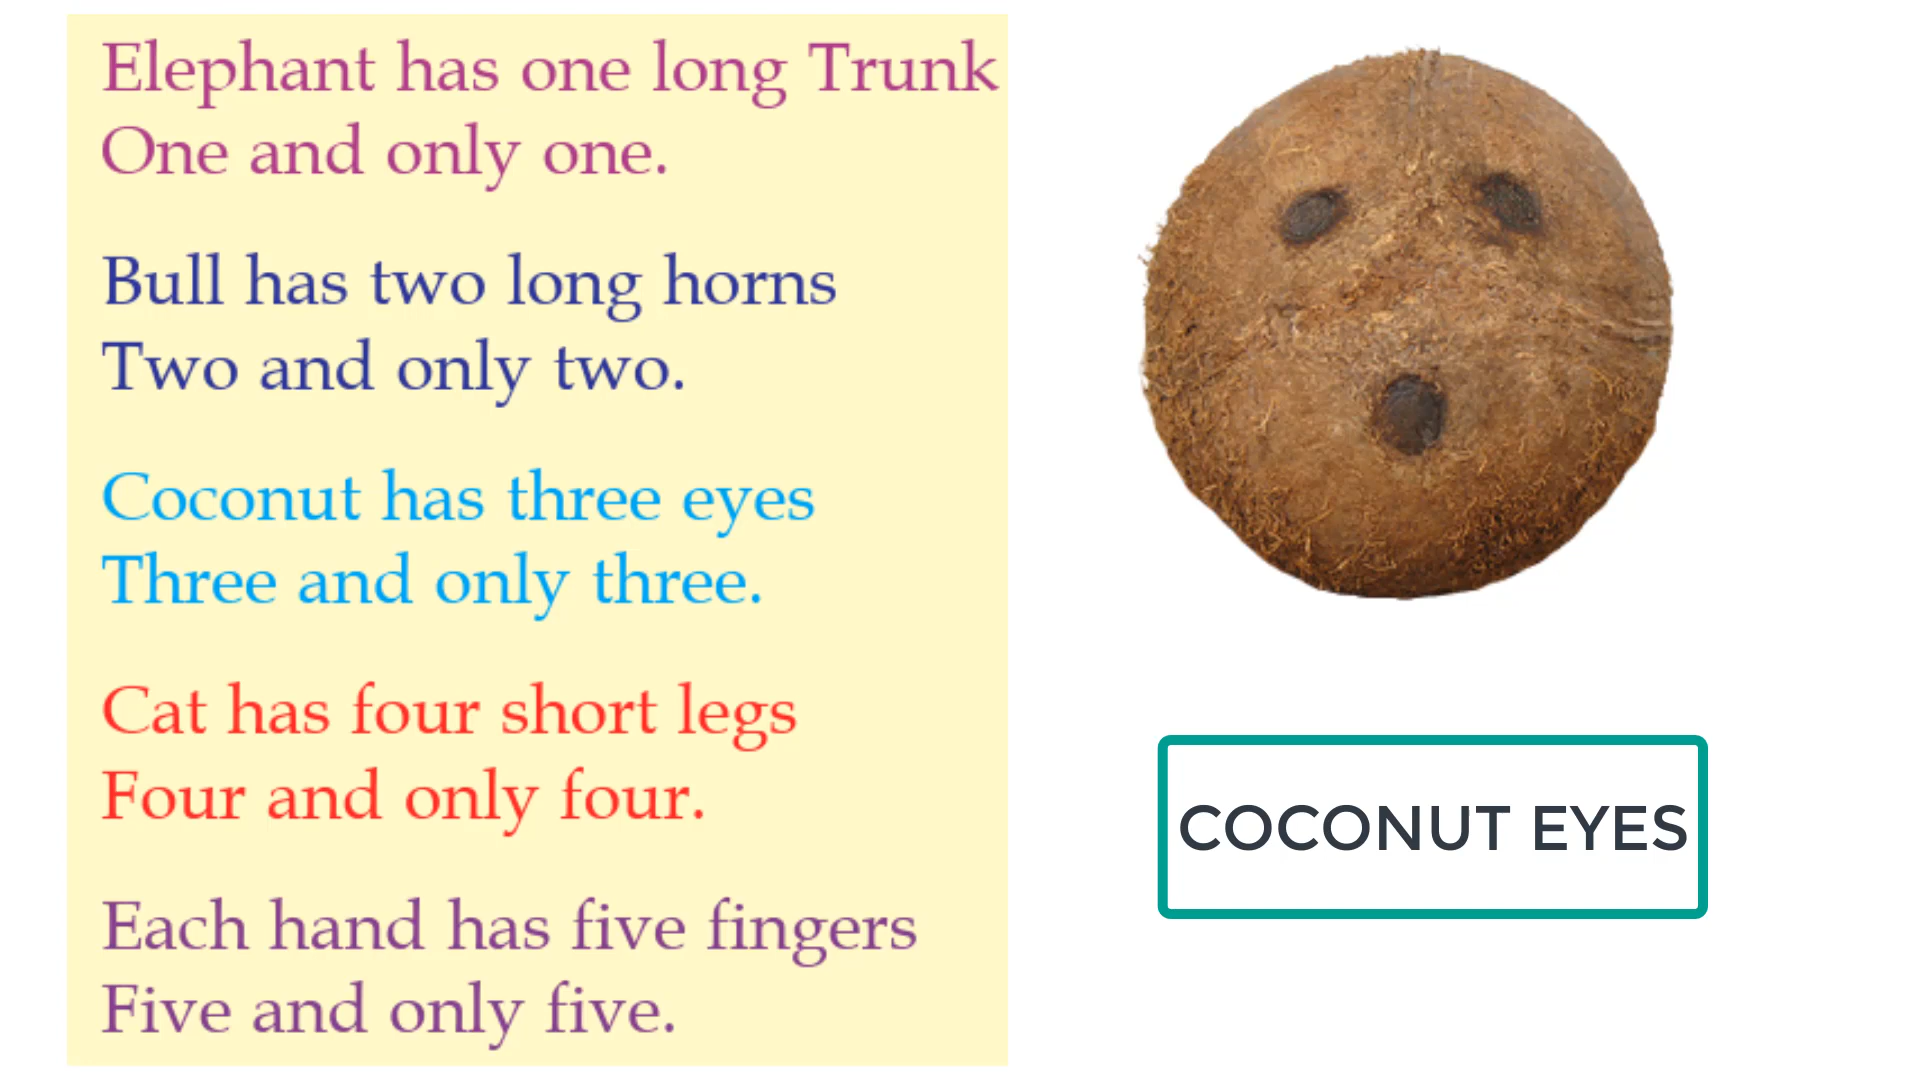 Elephant has one long Trunk
One and only one.
Bull has two long horns
Two and only two.
Coconut has three eyes
Three and only three.
Cat has four short legs
Four and only four.
Each hand has five fingers
Five and only five.
COCONUT EYES